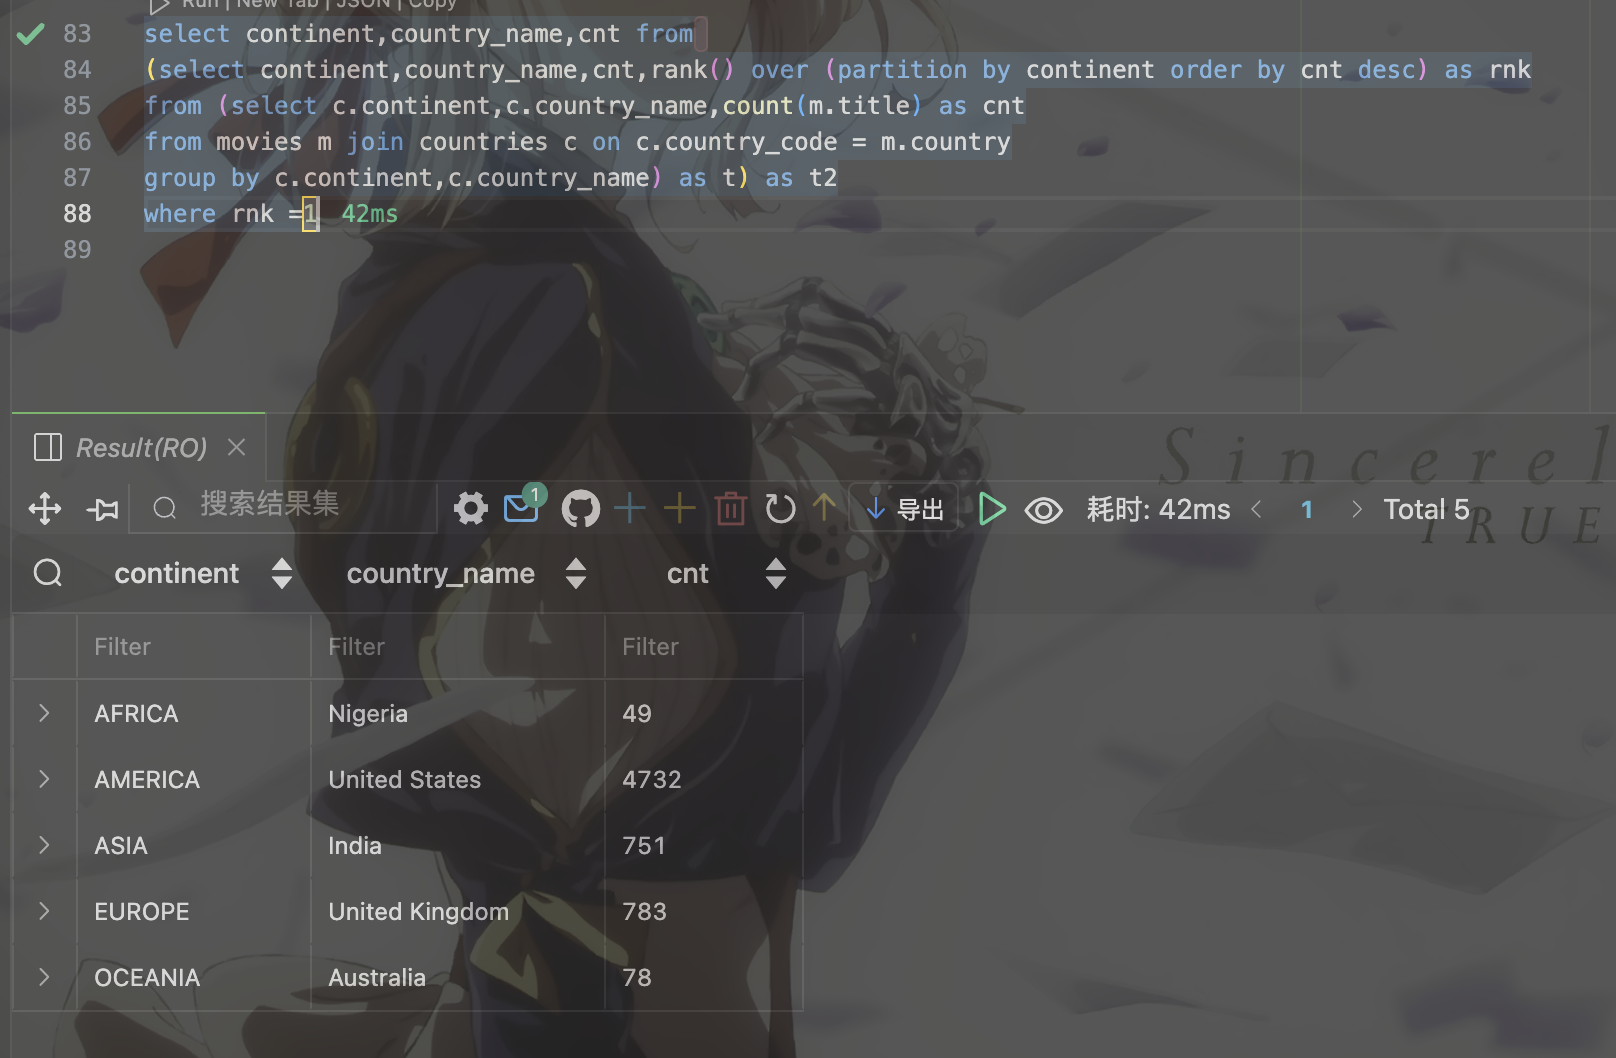 Run | New Tab | JSON | Copy
83 select continent,country_name,cnt from
84 (select continent,country_name,cnt,rank() over (partition by continent order by cnt desc) as rnk
85 from (select c.continent,c.country_name,count(m.title) as cnt
86 from movies m join countries c on c.country_code = m.country
87 group by c.continent,c.country_name) as t) as t2
88 where rnk =1 42ms
89
Result(RO)
Sincerel
搜索结果集 1 导出 耗时: 42ms < 1 > Total 5
TRUE
continent country_name cnt
Filter Filter Filter
AFRICA Nigeria 49
AMERICA United States 4732
ASIA India 751
EUROPE United Kingdom 783
OCEANIA Australia 78